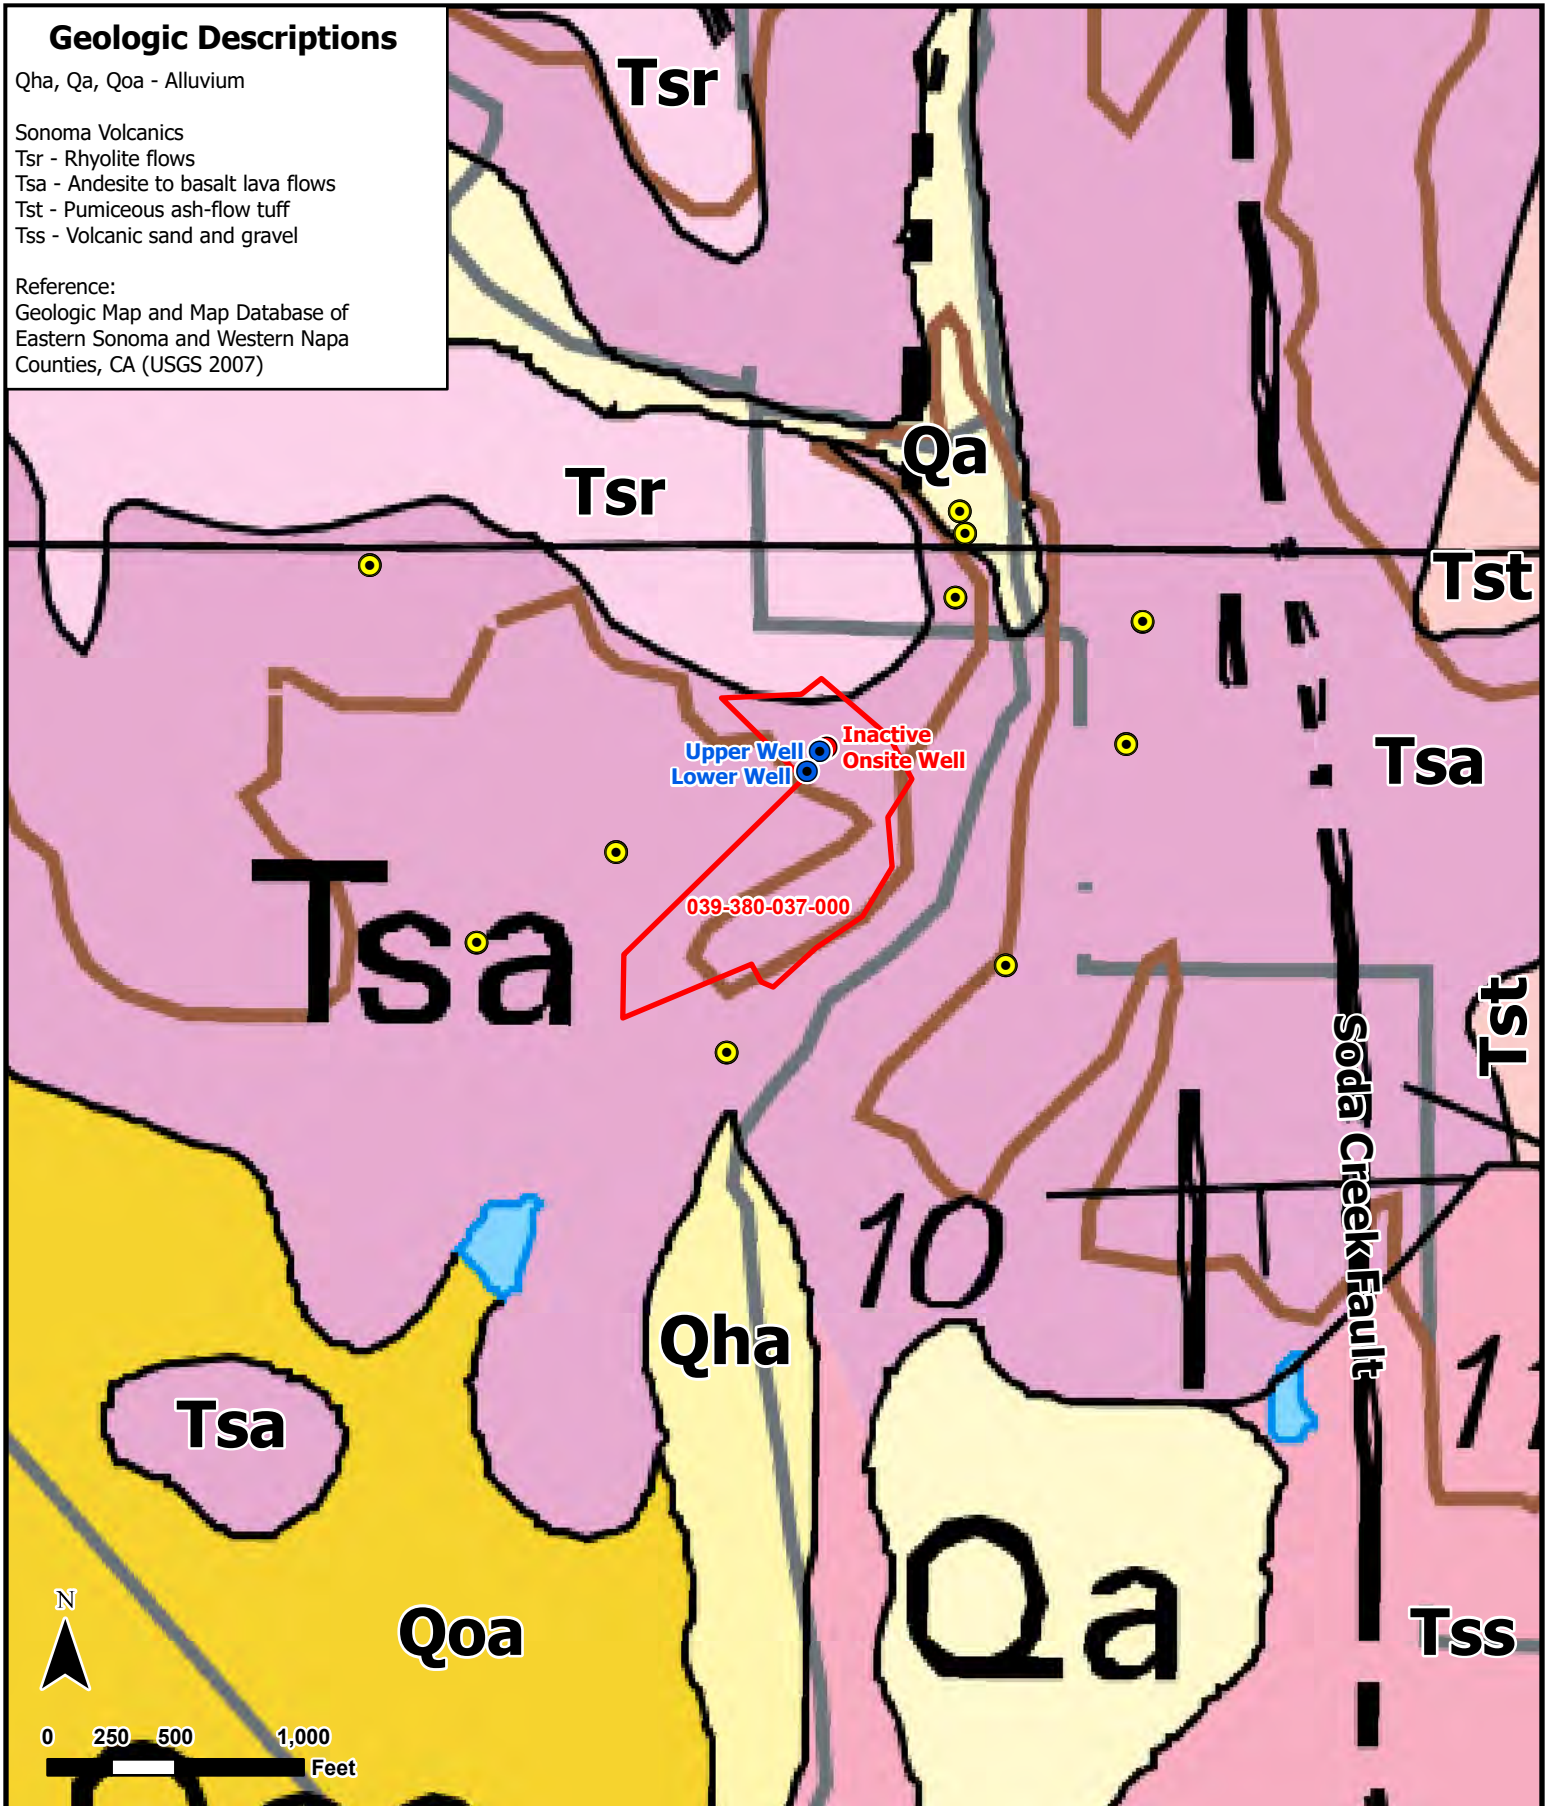 Geologic Descriptions
Qha, Qa, Qoa - Alluvium
Sonoma Volcanics
Tsr - Rhyolite flows
Tsa - Andesite to basalt lava flows
Tst - Pumiceous ash-flow tuff
Tss - Volcanic sand and gravel
Reference:
Geologic Map and Map Database of
Eastern Sonoma and Western Napa
Counties, CA (USGS 2007)
Tsr
Qa
Tsr
Tst
Inactive
Onsite Well
Upper Well
Lower Well
Tsa
039-380-037-000
Tsa
Tst
Soda Creek Fault
10
Qha
11
Tsa
Qa
Qoa
Tss
N
0 250 500 1,000
Feet